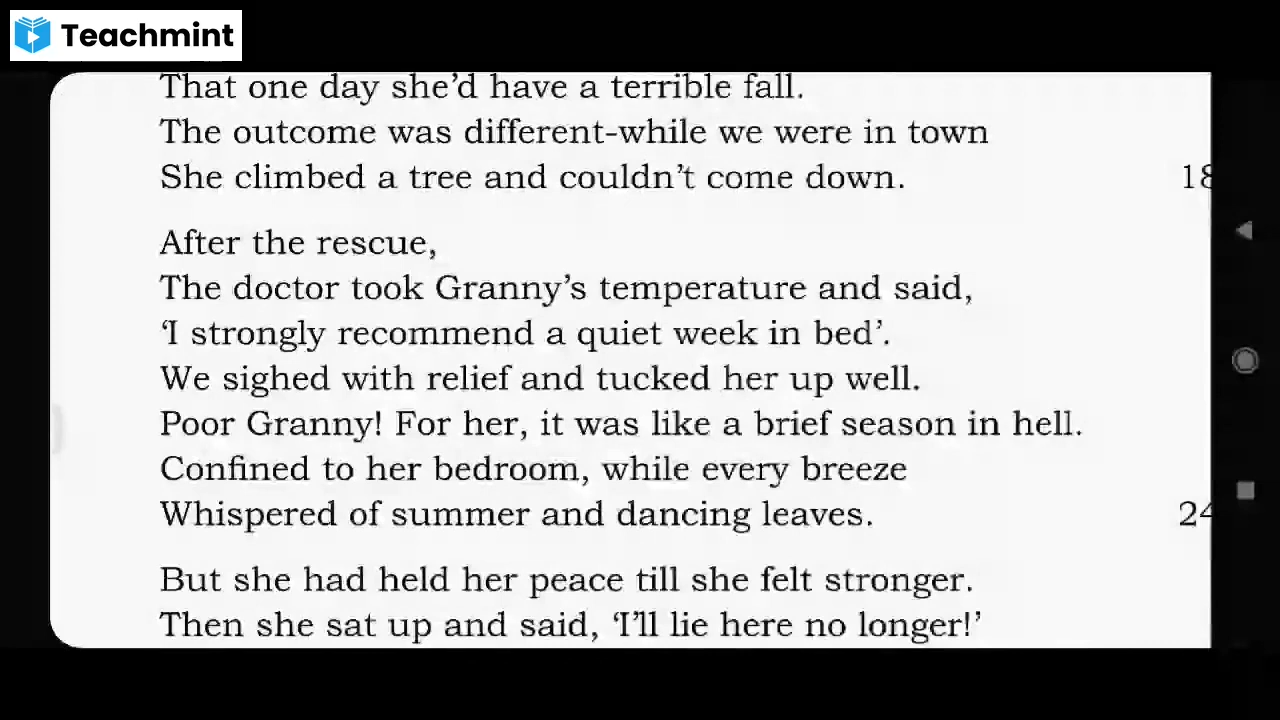 Teachmint
That one day she’d have a terrible fall.
The outcome was different-while we were in town
She climbed a tree and couldn’t come down.
18
After the rescue,
The doctor took Granny’s temperature and said,
‘I strongly recommend a quiet week in bed’.
We sighed with relief and tucked her up well.
Poor Granny! For her, it was like a brief season in hell.
Confined to her bedroom, while every breeze
Whispered of summer and dancing leaves.
24
But she had held her peace till she felt stronger.
Then she sat up and said, ‘I’ll lie here no longer!’